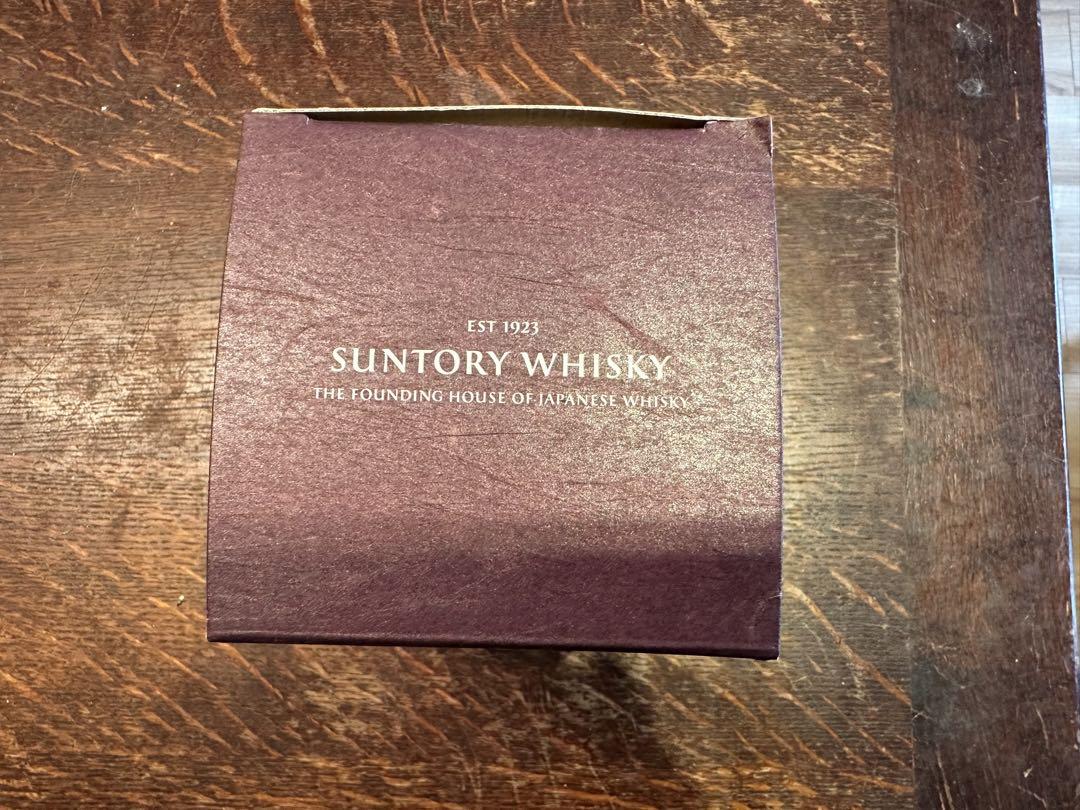 EST 1923
SUNTORY WHISKY
THE FOUNDING HOUSE OF JAPANESE WHISKY